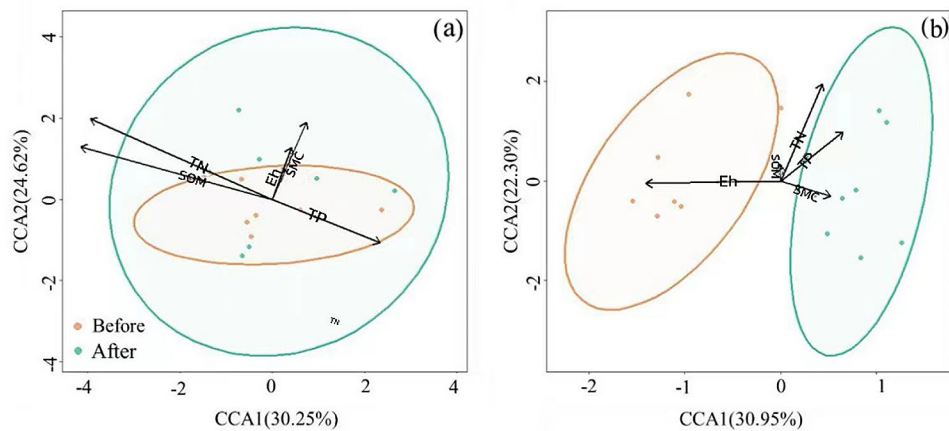 (a)
4
2
0
-2
-4
CCA2(24.62%)
TN
SOM
Eh
SMC
TP
TN
Before
After
-4
-2
0
2
4
CCA1(30.25%)
(b)
2
0
-2
CCA2(22.30%)
TN
TP
SOM
Eh
SMC
-2
-1
0
1
CCA1(30.95%)